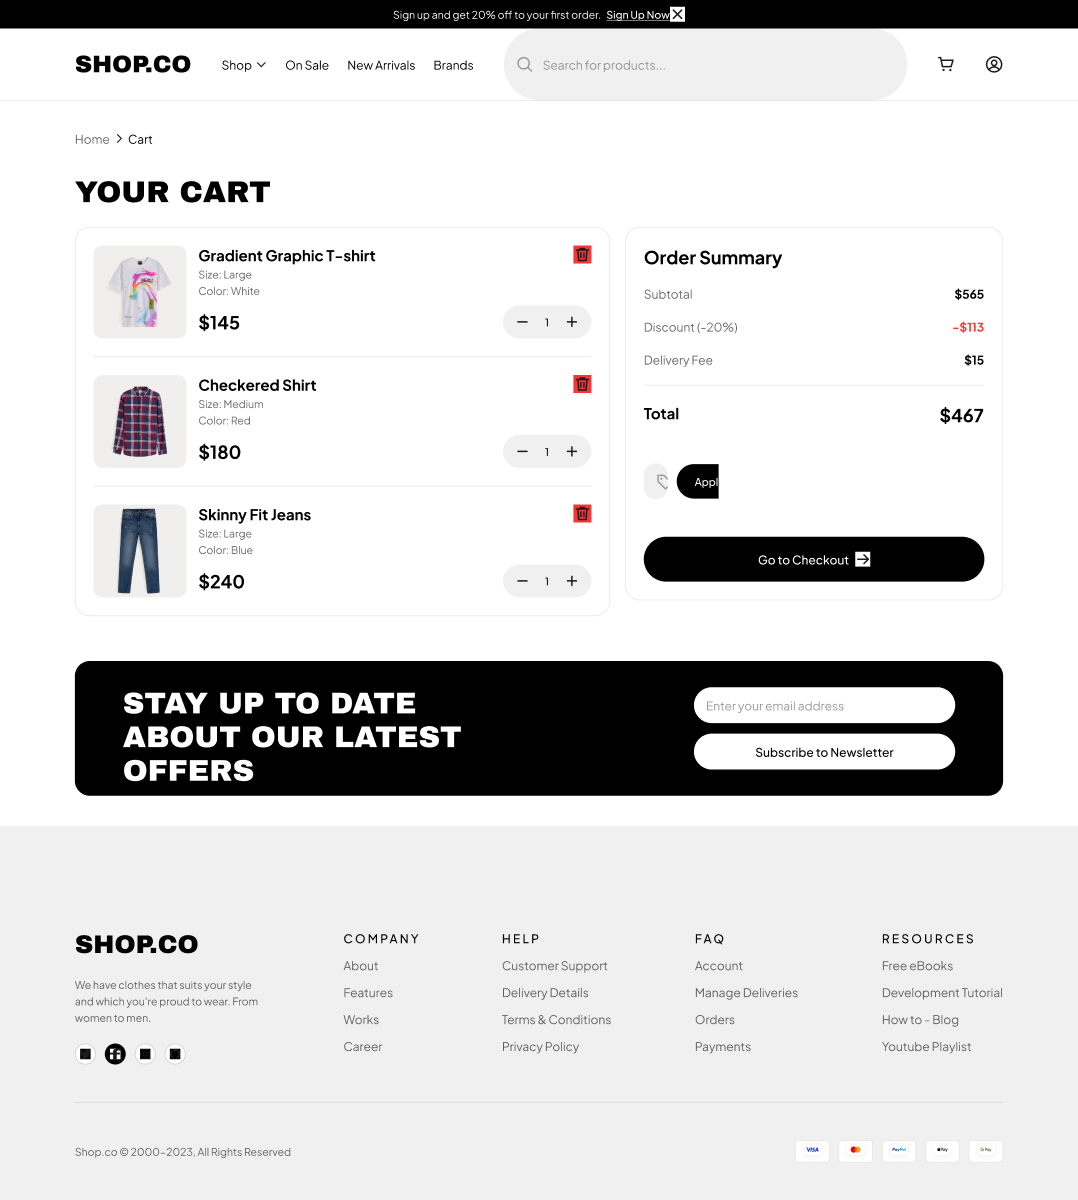 Sign up and get 20% off to your first order. Sign Up Now
SHOP.CO
Shop
On Sale
New Arrivals
Brands
Search for products...
Home
Cart
YOUR CART
Gradient Graphic T-shirt
Size: Large
Color: White
$145
1
Checkered Shirt
Size: Medium
Color: Red
$180
1
Skinny Fit Jeans
Size: Large
Color: Blue
$240
1
Order Summary
Subtotal $565
Discount (-20%) -$113
Delivery Fee $15
Total $467
Appl
Go to Checkout
STAY UP TO DATE
ABOUT OUR LATEST
OFFERS
Enter your email address
Subscribe to Newsletter
SHOP.CO
We have clothes that suits your style
and which you're proud to wear. From
women to men.
COMPANY
About
Features
Works
Career
HELP
Customer Support
Delivery Details
Terms & Conditions
Privacy Policy
FAQ
Account
Manage Deliveries
Orders
Payments
RESOURCES
Free eBooks
Development Tutorial
How to - Blog
Youtube Playlist
Shop.co © 2000-2023, All Rights Reserved
VISA
PayPal
Pay
G Pay